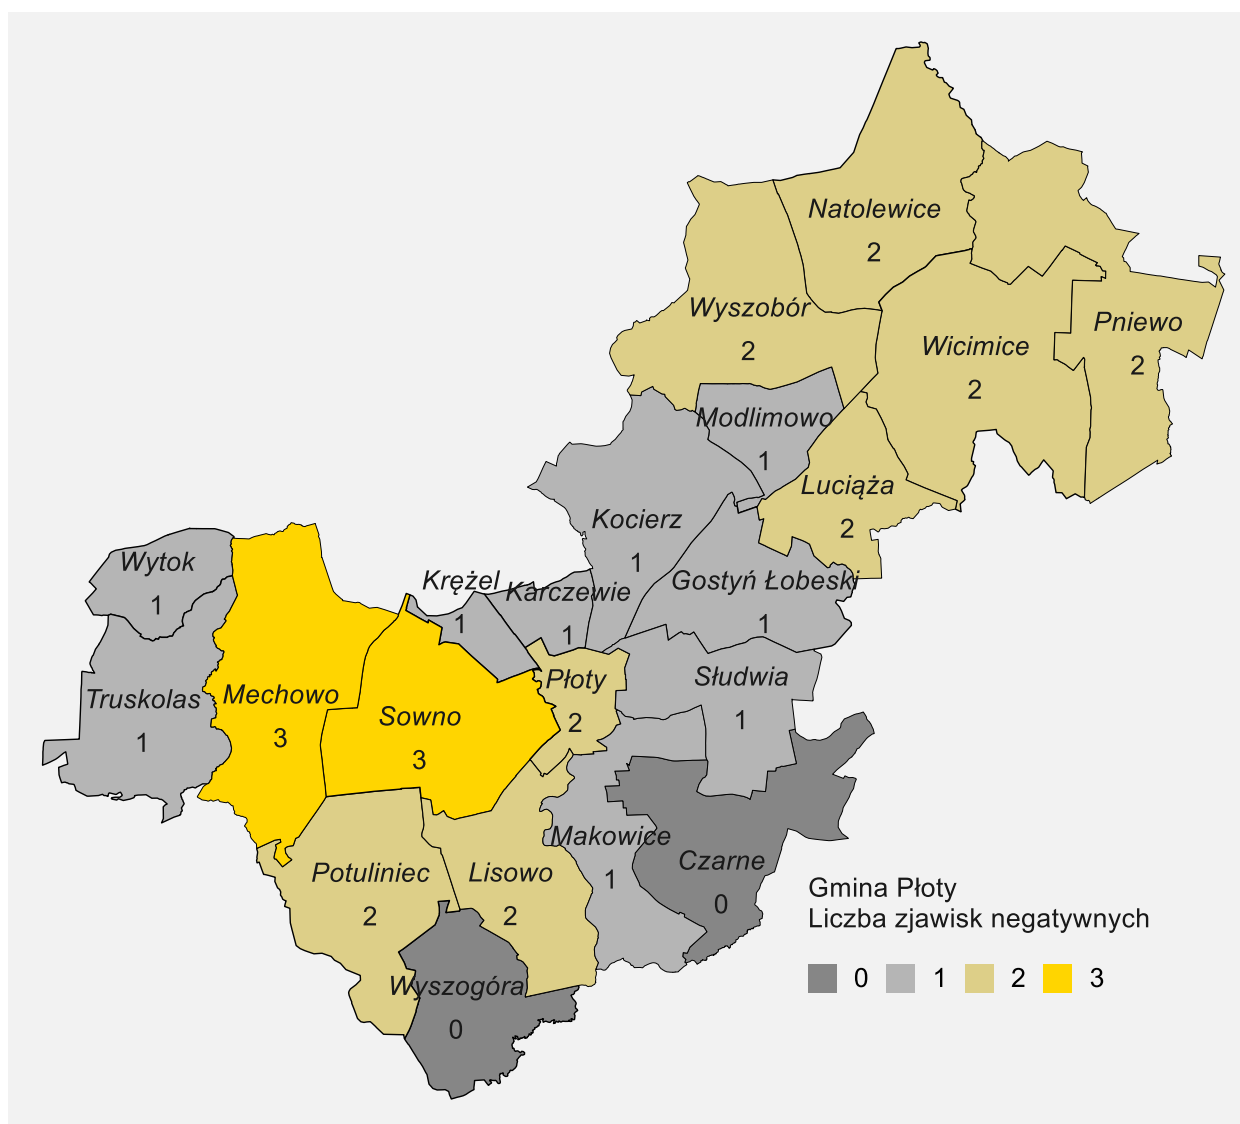 Natolewice
2
Wyszobór
2
Pniewo
2
Wicimice
2
Modlimowo
1
Luciąża
2
Kocierz
1
Wytok
1
Krężel
1
Karczewie
1
Gostyń Łobeski
1
Truskolas
1
Mechowo
3
Sowno
3
Płoty
2
Słudwia
1
Makowice
1
Czarne
0
Potuliniec
2
Lisowo
2
Wyszogóra
0
Gmina Płoty
Liczba zjawisk negatywnych
0 1 2 3